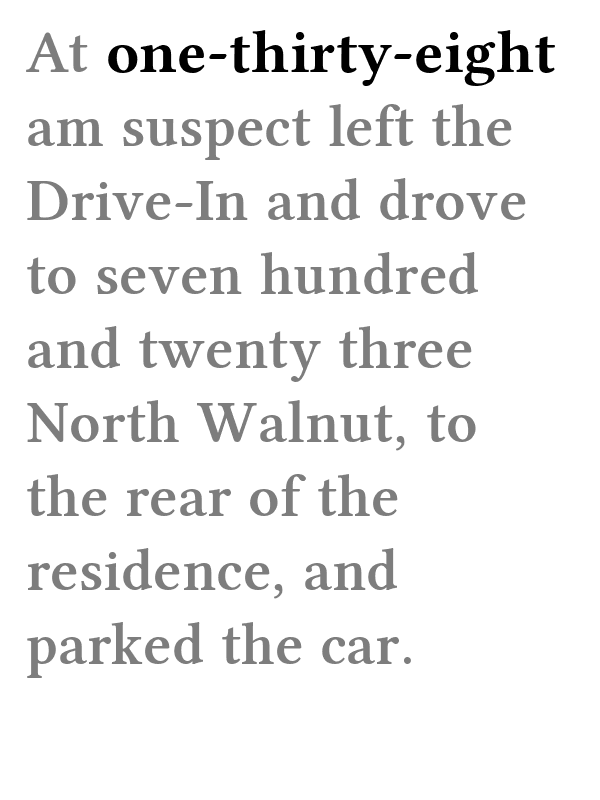 At one-thirty-eight
am suspect left the
Drive-In and drove
to seven hundred
and twenty three
North Walnut, to
the rear of the
residence, and
parked the car.